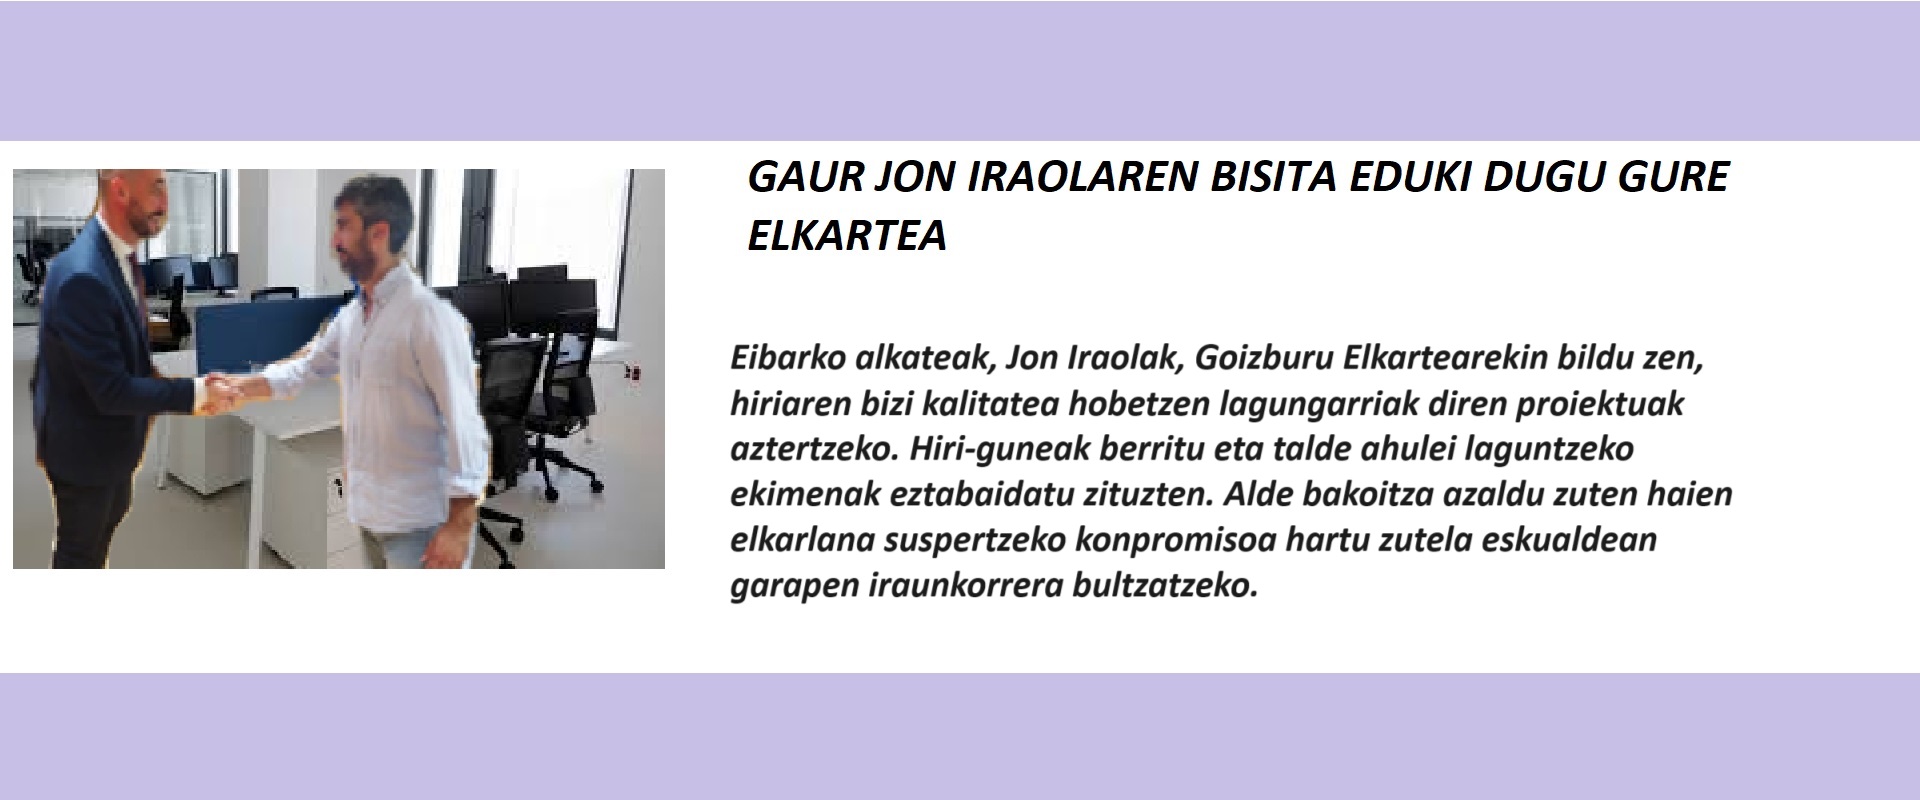 GAUR JON IRAOLAREN BISITA EDUKI DUGU GURE
ELKARTEA
Eibarko alkateak, Jon Iraolak, Goizburu Elkartearekin bildu zen,
hiriaren bizi kalitatea hobetzen lagungarriak diren proiektuak
aztertzeko. Hiri-guneak berritu eta talde ahulei laguntzeko
ekimenak eztabaidatu zituzten. Alde bakoitza azaldu zuten haien
elkarlana suspertzeko konpromisoa hartu zutela eskualdean
garapen iraunkorrera bultzatzeko.